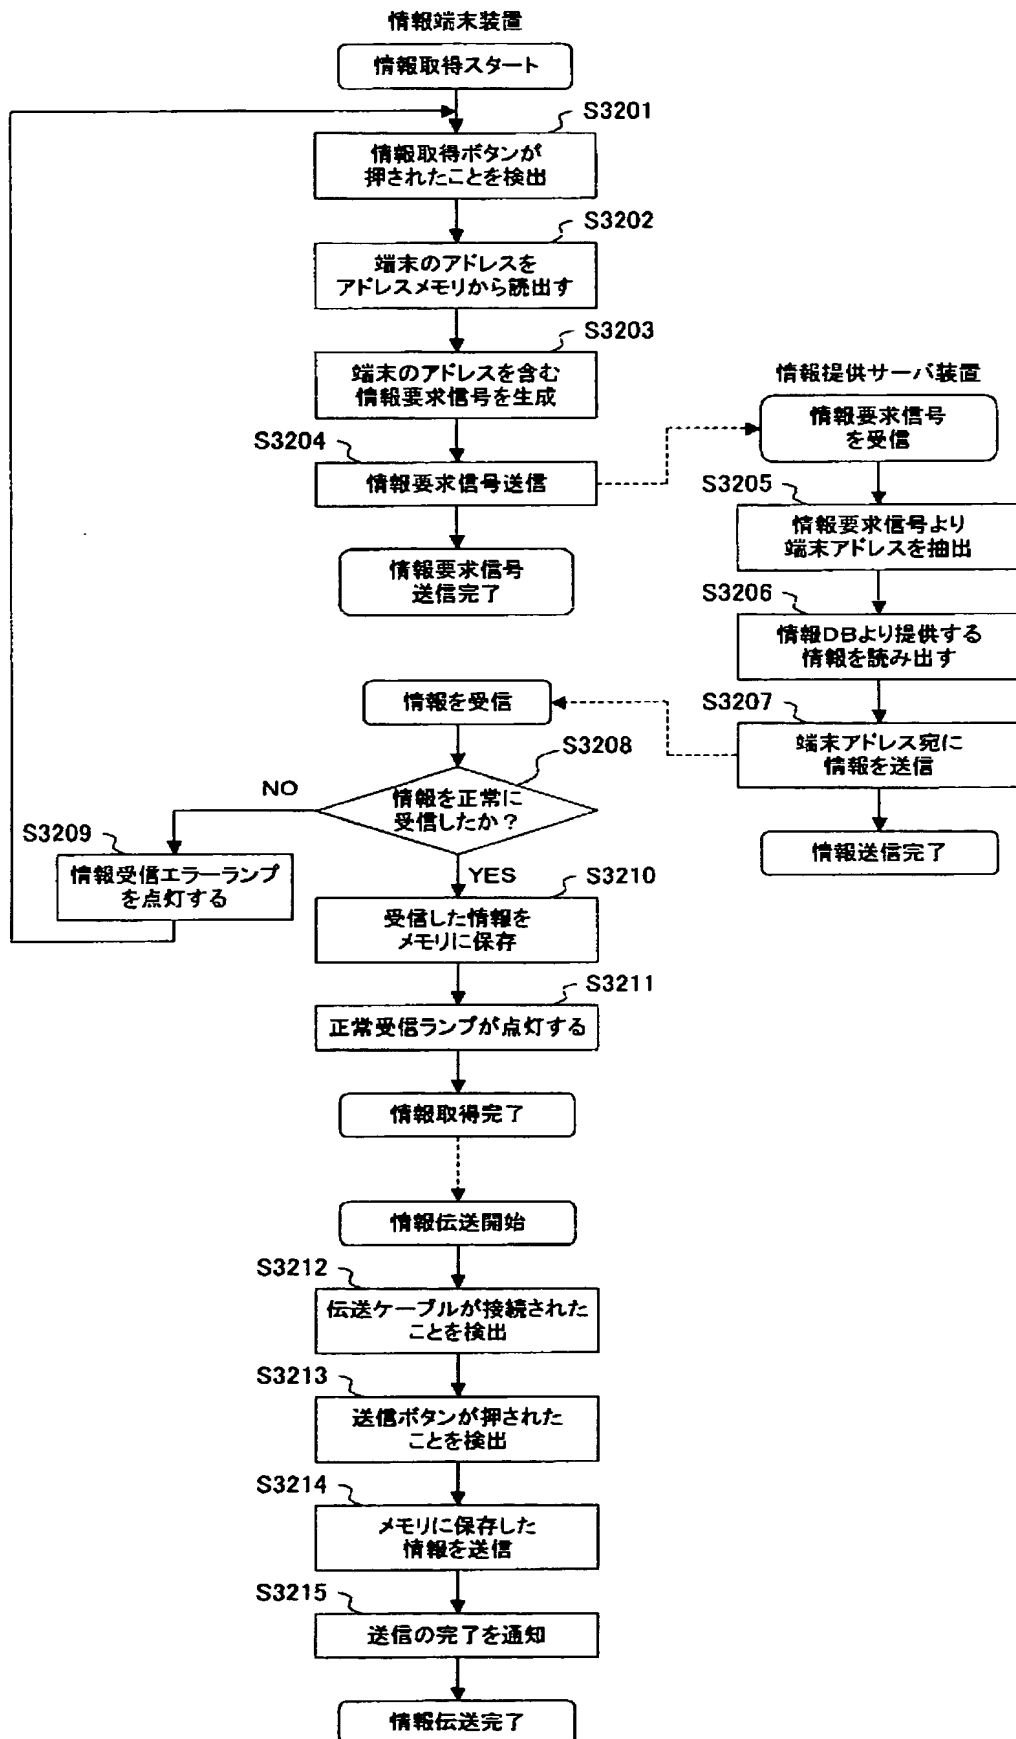 情報端末装置
情報取得スタート
S3201
情報取得ボタンが
押されたことを検出
S3202
端末のアドレスを
アドレスメモリから読出す
S3203
端末のアドレスを含む
情報要求信号を生成
S3204
情報要求信号送信
情報要求信号
送信完了
情報提供サーバ装置
情報要求信号
を受信
S3205
情報要求信号より
端末アドレスを抽出
S3206
情報DBより提供する
情報を読み出す
S3207
端末アドレス宛に
情報を送信
情報送信完了
情報を受信
S3208
情報を正常に
受信したか？
NO
S3209
情報受信エラーランプ
を点灯する
YES
S3210
受信した情報を
メモリに保存
S3211
正常受信ランプが点灯する
情報取得完了
情報伝送開始
S3212
伝送ケーブルが接続された
ことを検出
S3213
送信ボタンが押された
ことを検出
S3214
メモリに保存した
情報を送信
S3215
送信の完了を通知
情報伝送完了